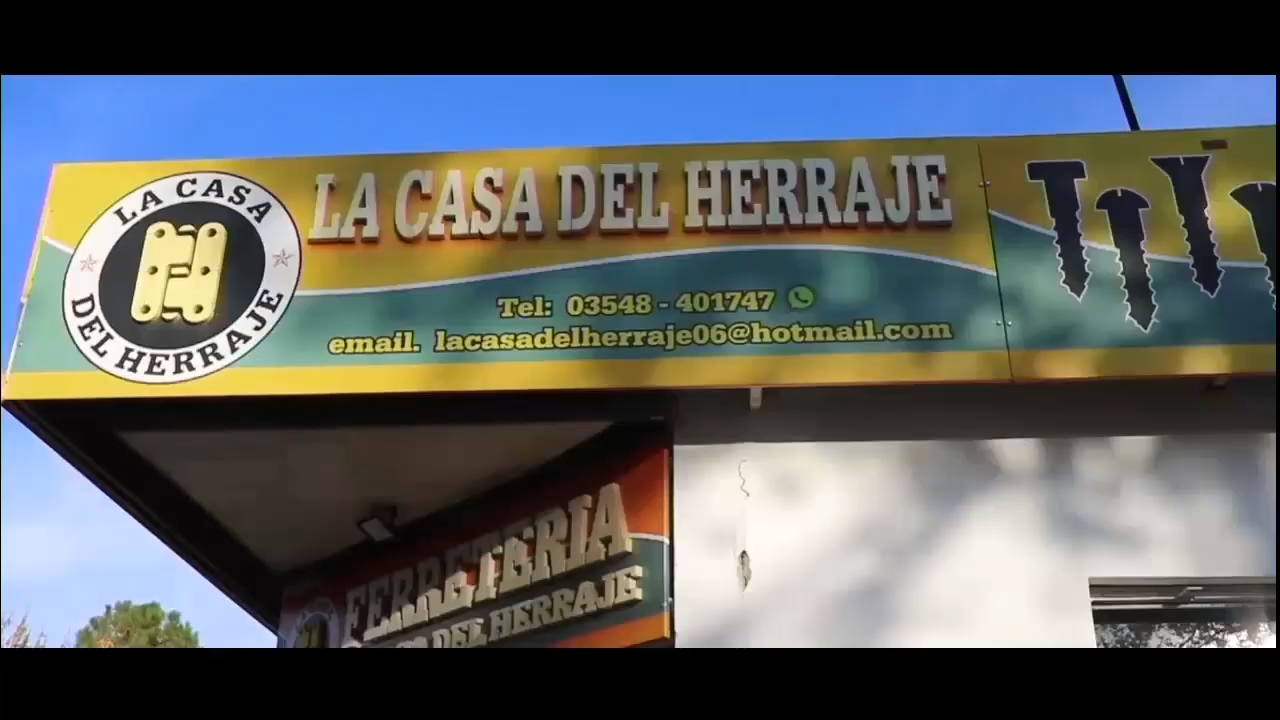 LA CASA
DEL HERRAJE
LA CASA DEL HERRAJE
Tel: 03548 - 401747
email. lacasadelherraje06@hotmail.com
FERRETERIA
DEL HERRAJE